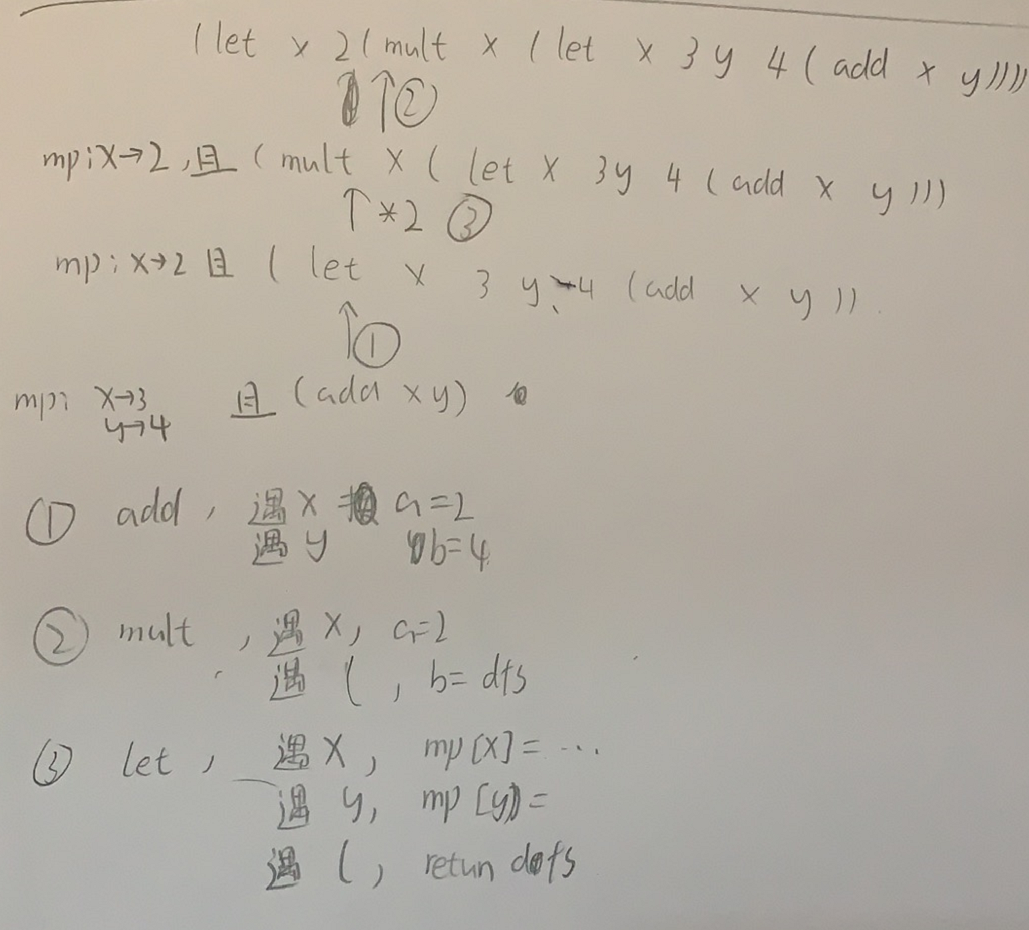 (let x 2(mult x (let x 3 y 4 (add x y))))
↑②
mp:x→2,且 (mult x (let x 3y 4 (add x y)))
↑*2 ③
mp:x→2 且 (let x 3 y 4 (add x y)).
↑①
mp: x→3 且 (add x y)
y→4
① add, 遇 x a=2
遇 y b=4
② mult, 遇 x, a=2
遇 (, b= dfs
③ let, 遇 x, mp[x]= ...
遇 y, mp[y]=
遇 (, retun dfs